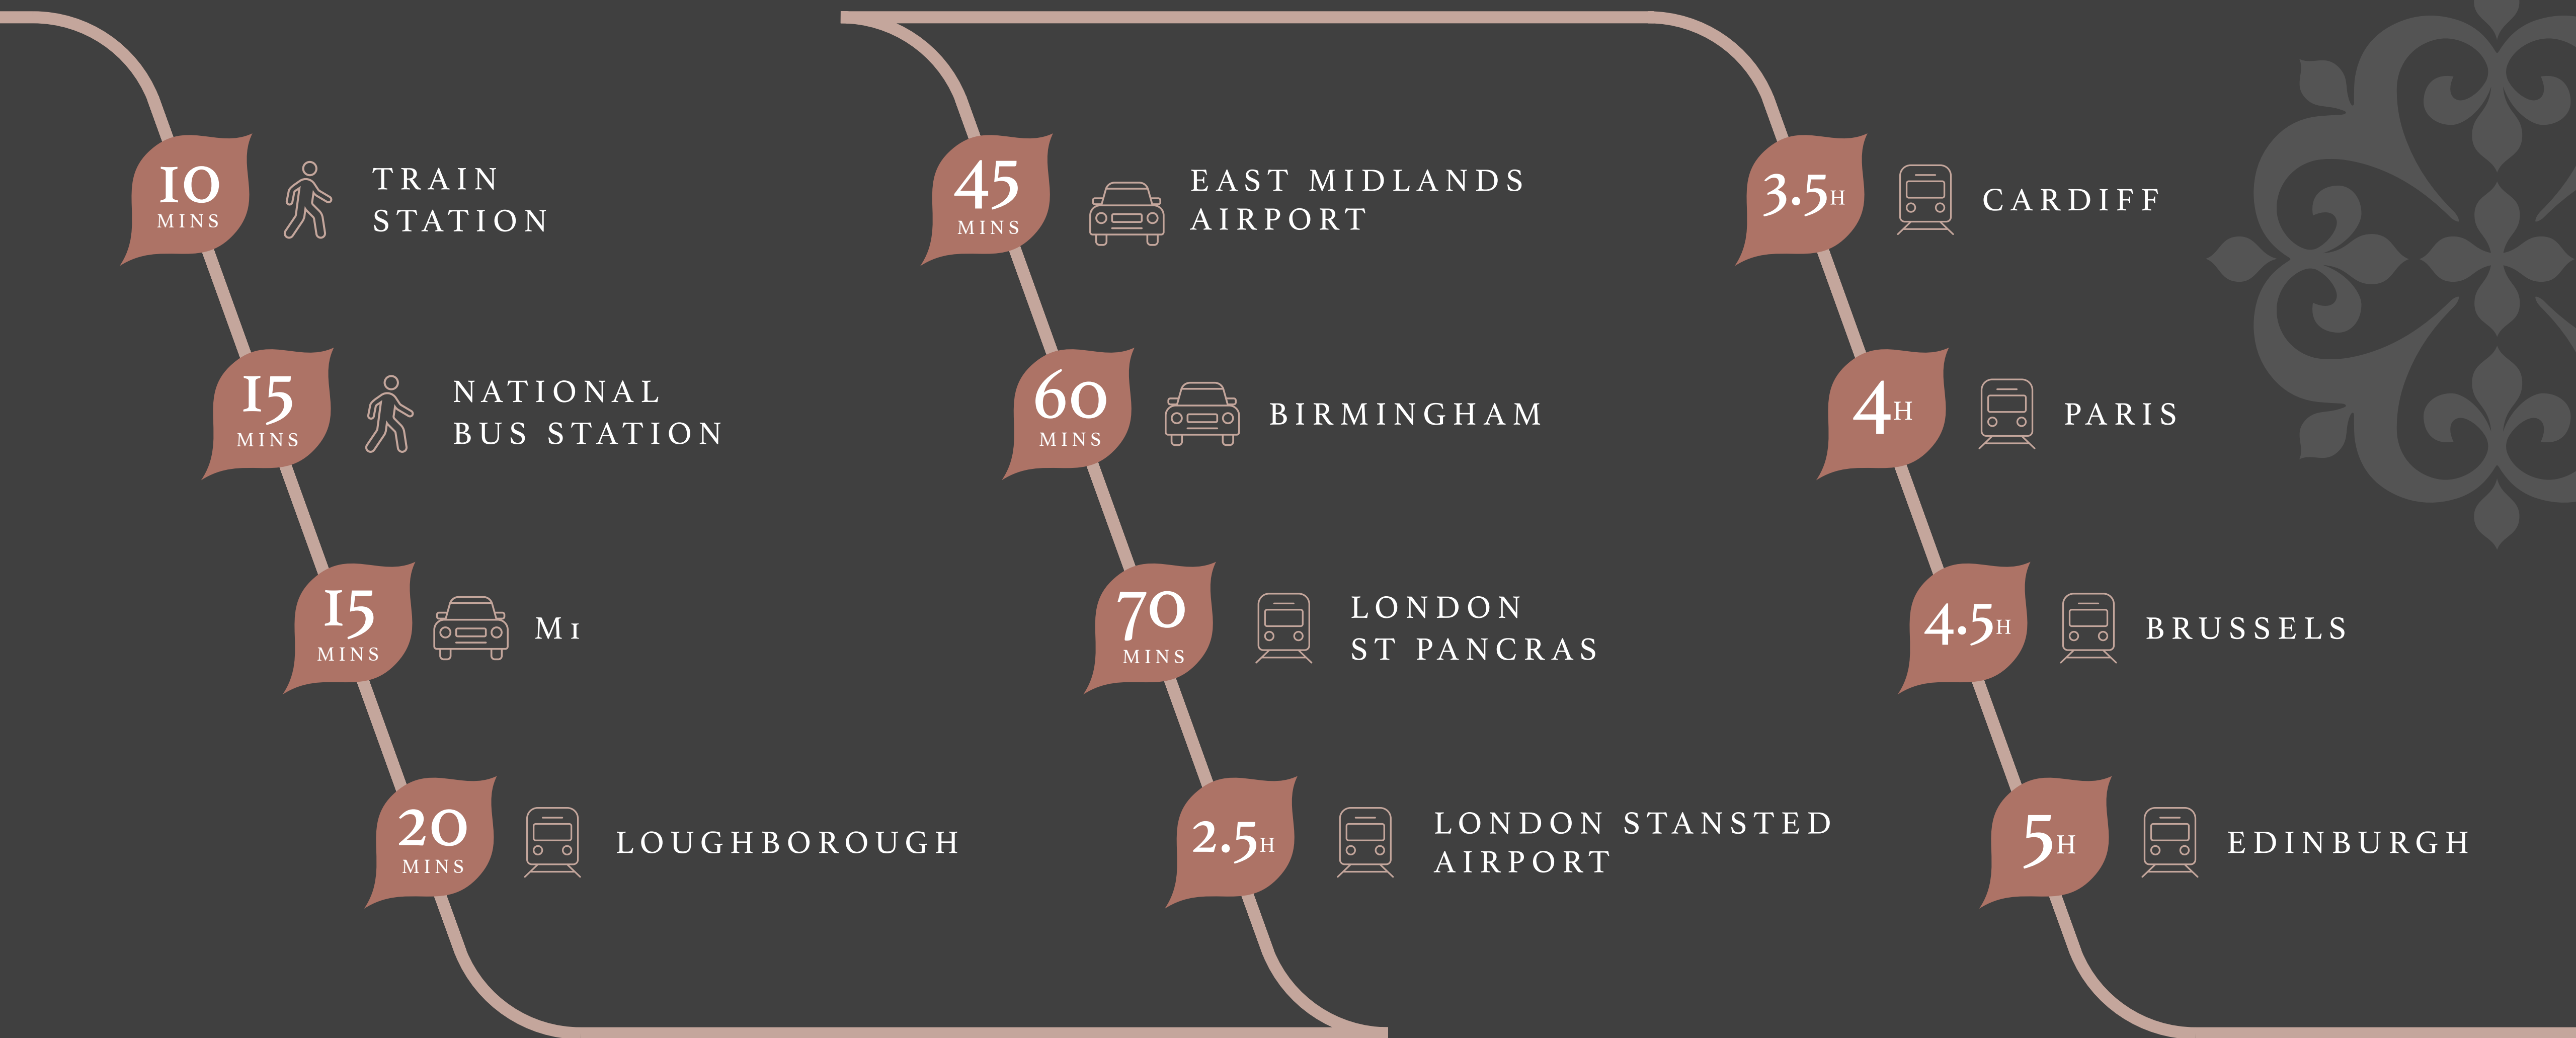 10
MINS
TRAIN
STATION
15
MINS
NATIONAL
BUS STATION
15
MINS
M1
20
MINS
LOUGHBOROUGH
45
MINS
EAST MIDLANDS
AIRPORT
60
MINS
BIRMINGHAM
70
MINS
LONDON
ST PANCRAS
2.5H
LONDON STANSTED
AIRPORT
3.5H
CARDIFF
4H
PARIS
4.5H
BRUSSELS
5H
EDINBURGH